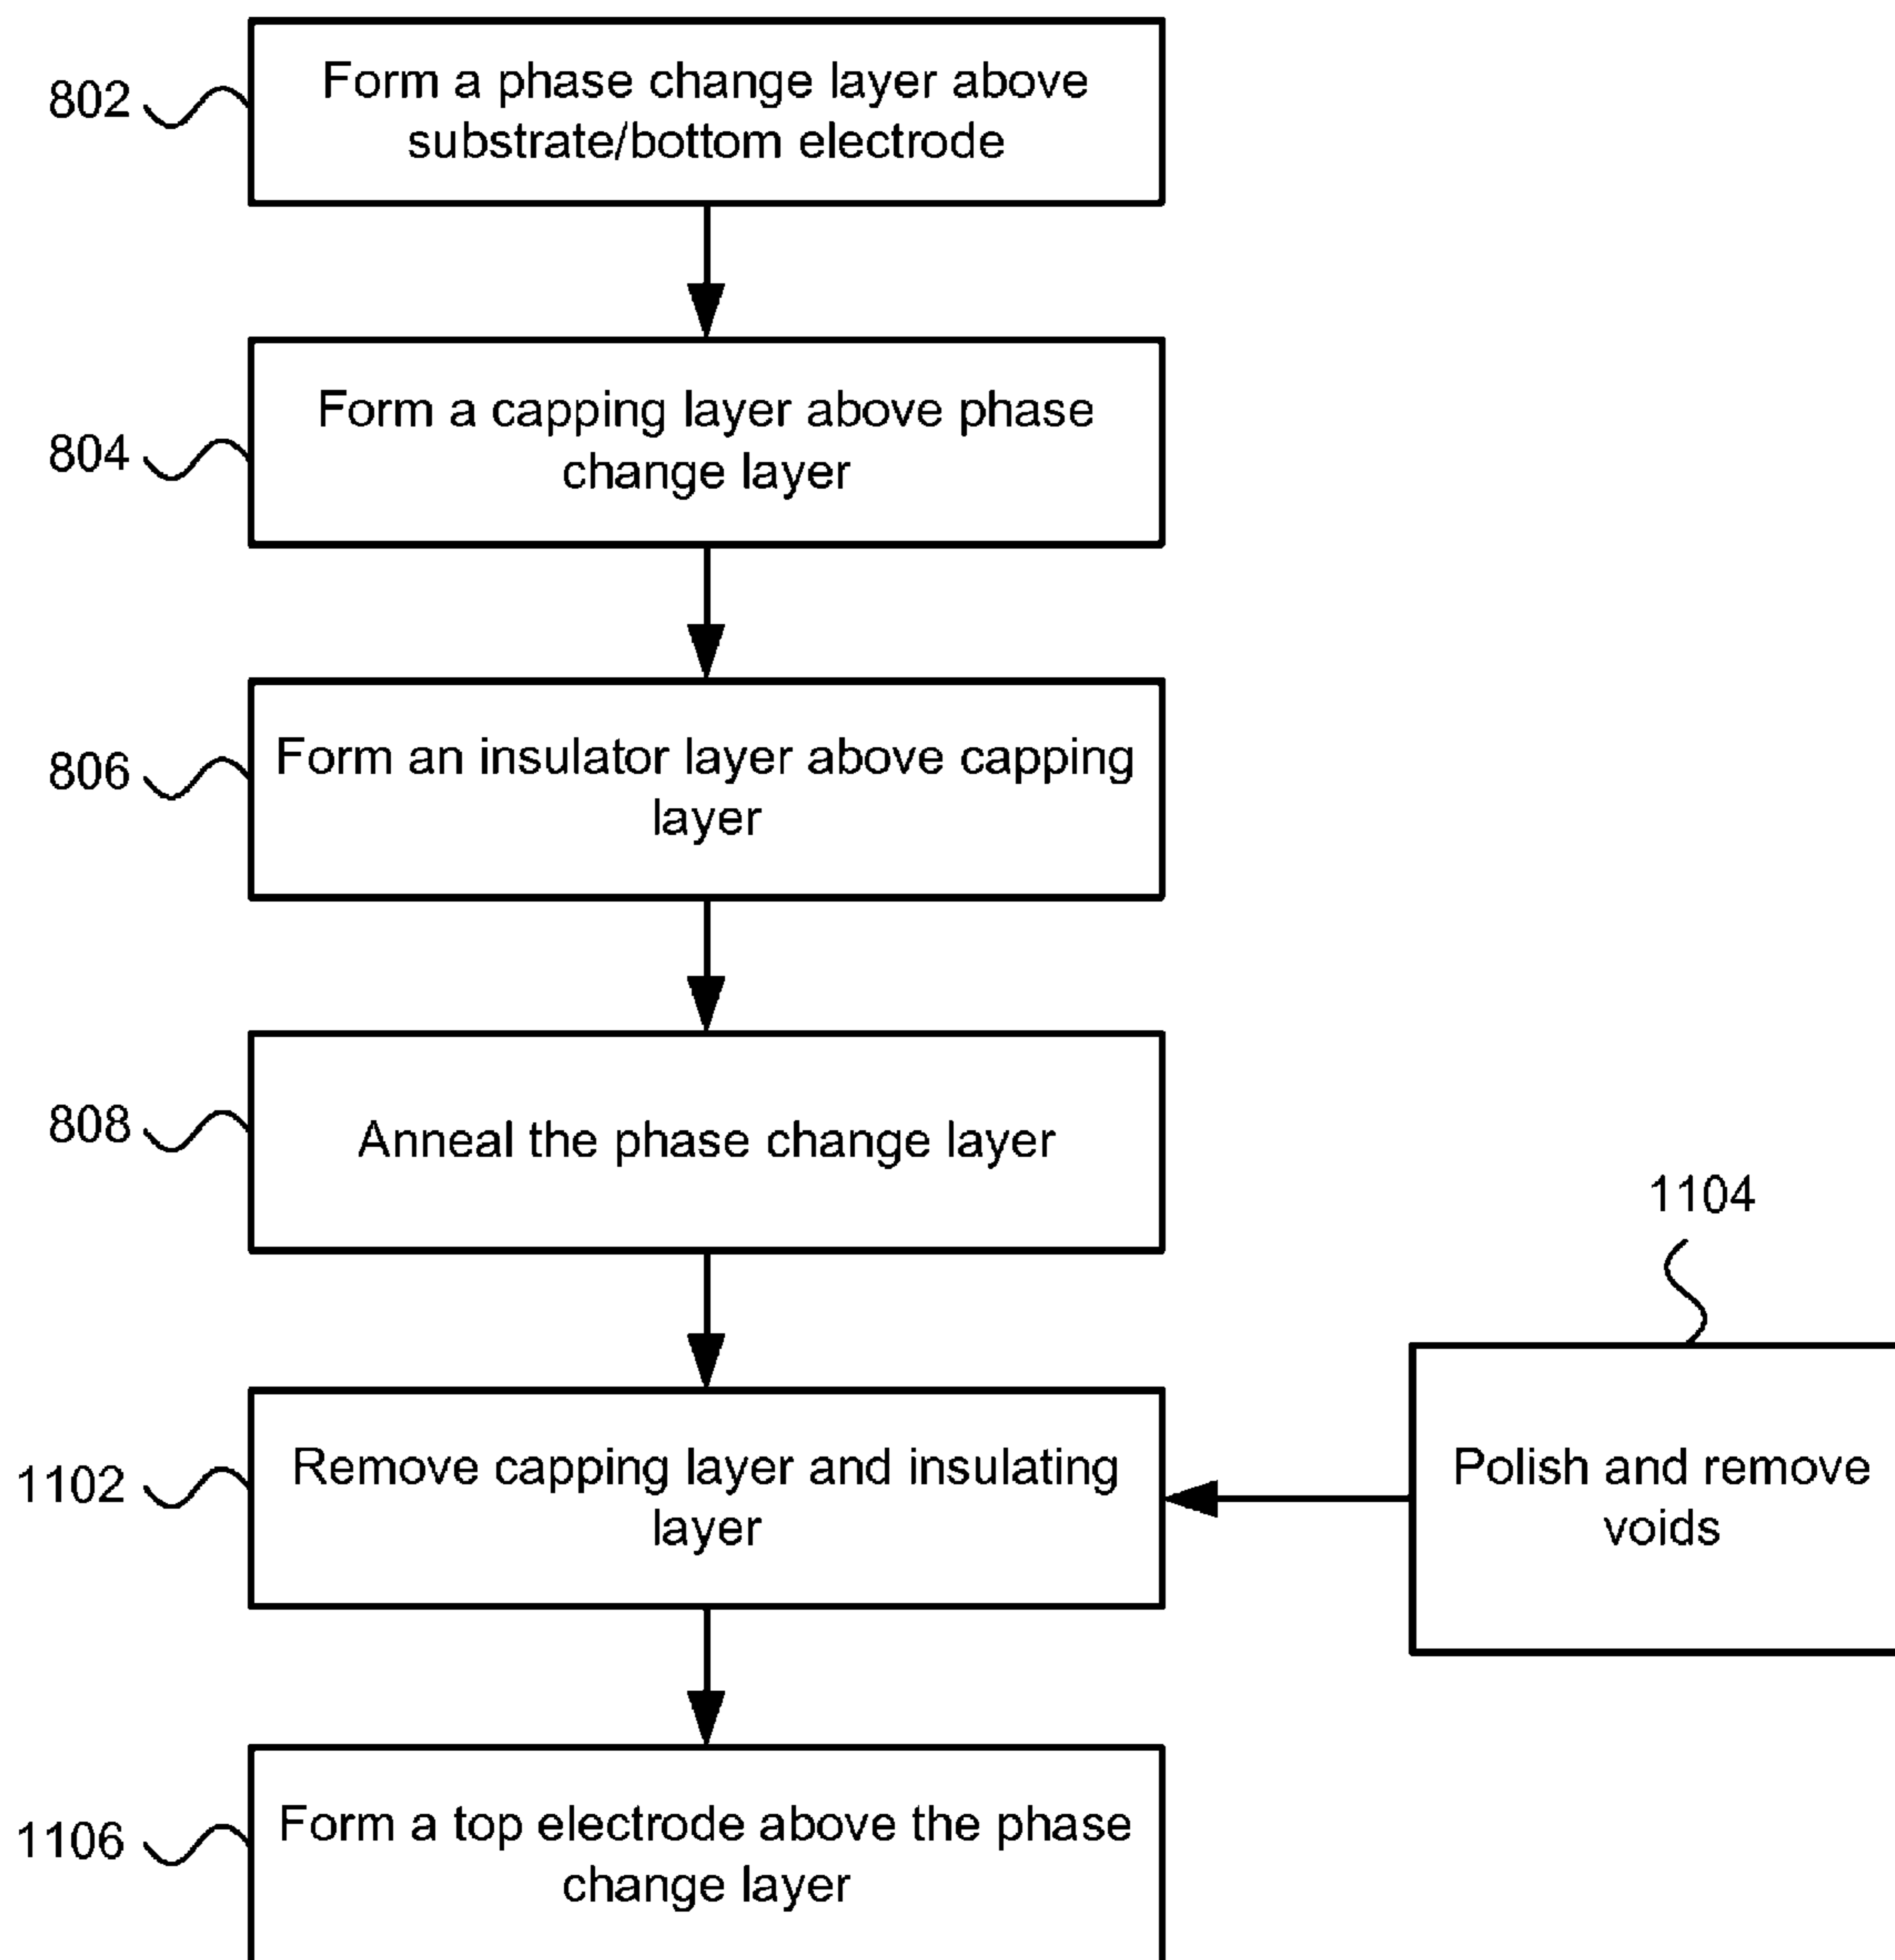 802
Form a phase change layer above
substrate/bottom electrode
804
Form a capping layer above phase
change layer
806
Form an insulator layer above capping
layer
808
Anneal the phase change layer
1104
1102
Remove capping layer and insulating
layer
Polish and remove
voids
1106
Form a top electrode above the phase
change layer